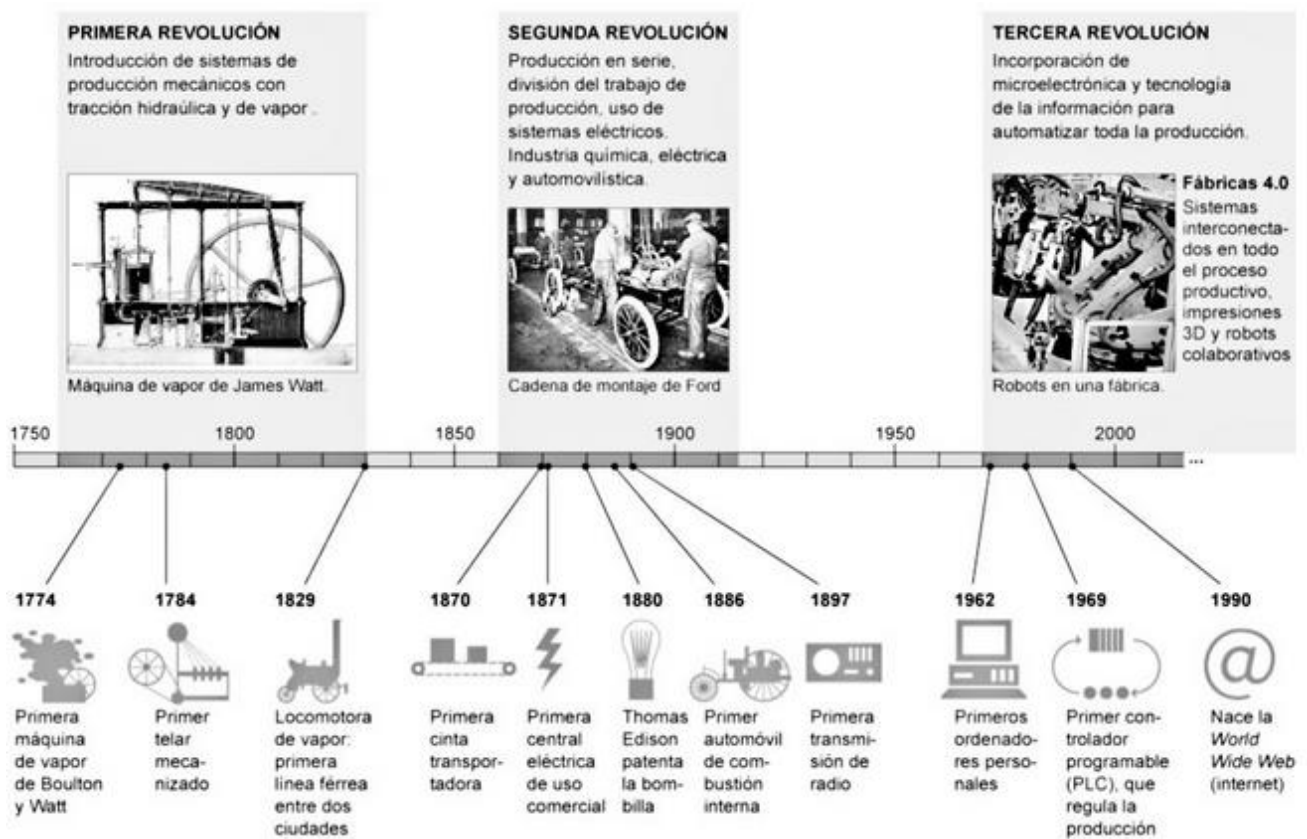 PRIMERA REVOLUCIÓN
Introducción de sistemas de
producción mecánicos con
tracción hidraúlica y de vapor .
Máquina de vapor de James Watt.
SEGUNDA REVOLUCIÓN
Producción en serie,
división del trabajo de
producción, uso de
sistemas eléctricos.
Industria química, eléctrica
y automovilística.
Cadena de montaje de Ford
TERCERA REVOLUCIÓN
Incorporación de
microelectrónica y tecnología
de la información para
automatizar toda la producción.
Fábricas 4.0
Sistemas
interconecta-
dos en todo
el proceso
productivo,
impresiones
3D y robots
colaborativos
Robots en una fábrica.
1750
1800
1850
1900
1950
2000
...
1774
Primera
máquina
de vapor
de Boulton
y Watt
1784
Primer
telar
meca-
nizado
1829
Locomotora
de vapor:
primera
línea férrea
entre dos
ciudades
1870
Primera
cinta
transpor-
tadora
1871
Primera
central
eléctrica
de uso
comercial
1880
Thomas
Edison
patenta
la bom-
billa
1886
Primer
automóvil
de com-
bustión
interna
1897
Primera
transmi-
sión de
radio
1962
Primeros
ordenado-
res perso-
nales
1969
Primer con-
trolador
programable
(PLC), que
regula la
producción
1990
@
Nace la
World
Wide Web
(internet)